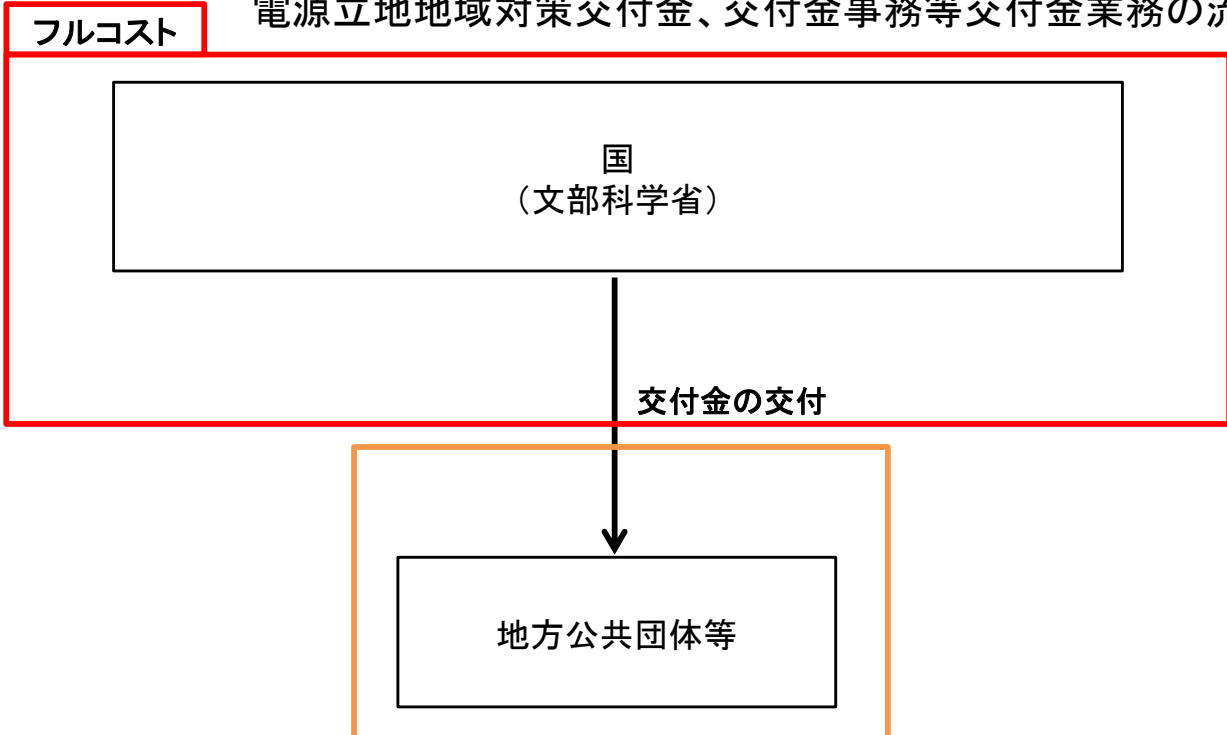 電源立地地域対策交付金、交付金事務等交付金業務の流
フルコスト
国
（文部科学省）
交付金の交付
地方公共団体等